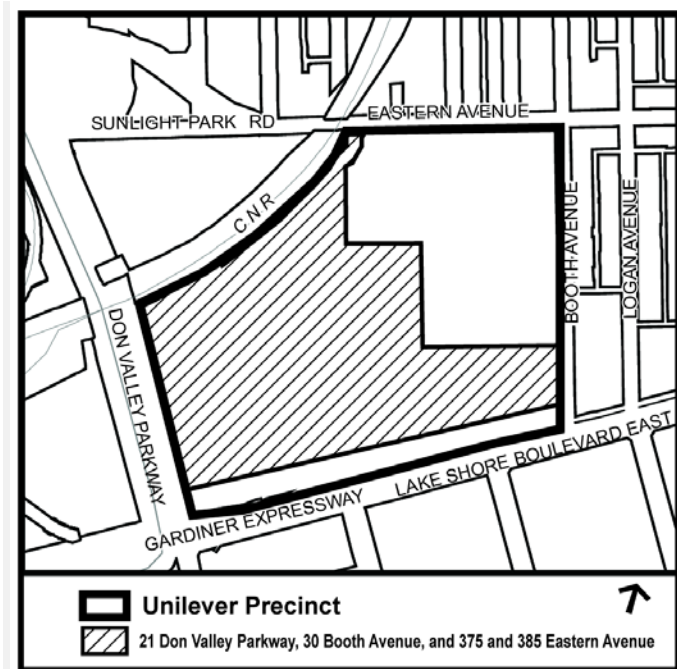 EASTERN AVENUE
SUNLIGHT PARK RD
CNR
BOOTH AVENUE
LOGAN AVENUE
DON VALLEY PARKWAY
LAKE SHORE BOULEVARD EAST
GARDINER EXPRESSWAY
Unilever Precinct
21 Don Valley Parkway, 30 Booth Avenue, and 375 and 385 Eastern Avenue